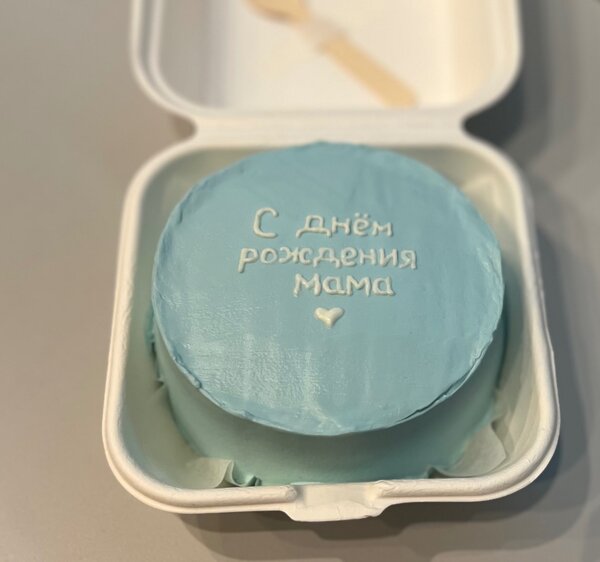 С днём
рождения
мама